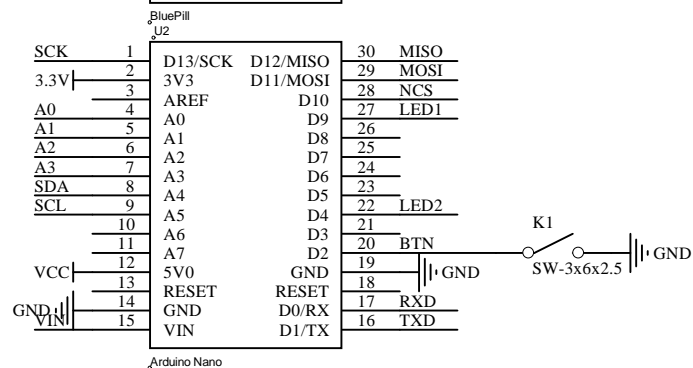 BluePill
U2
SCK 1 D13/SCK D12/MISO 30 MISO
3.3V 2 3V3 D11/MOSI 29 MOSI
3 AREF D10 28 NCS
A0 4 A0 D9 27 LED1
A1 5 A1 D8 26
A2 6 A2 D7 25
A3 7 A3 D6 24
SDA 8 A4 D5 23
SCL 9 A5 D4 22 LED2
10 A6 D3 21
11 A7 D2 20 BTN
VCC 12 5V0 GND 19 GND
13 RESET RESET 18
GND 14 GND D0/RX 17 RXD
VIN 15 VIN D1/TX 16 TXD
K1
SW-3x6x2.5
GND
Arduino Nano